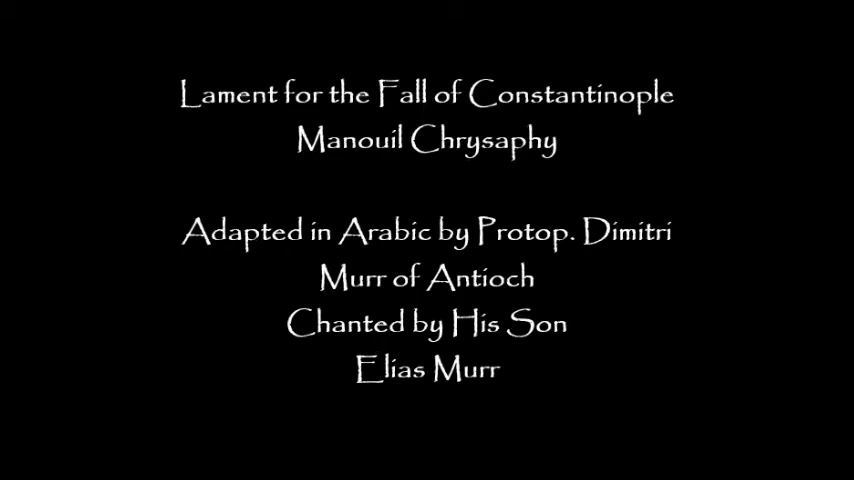 Lament for the Fall of Constantinople
Manouil Chrysaphy
Adapted in Arabic by Protop. Dimitri
Murr of Antioch
Chanted by His Son
Elias Murr